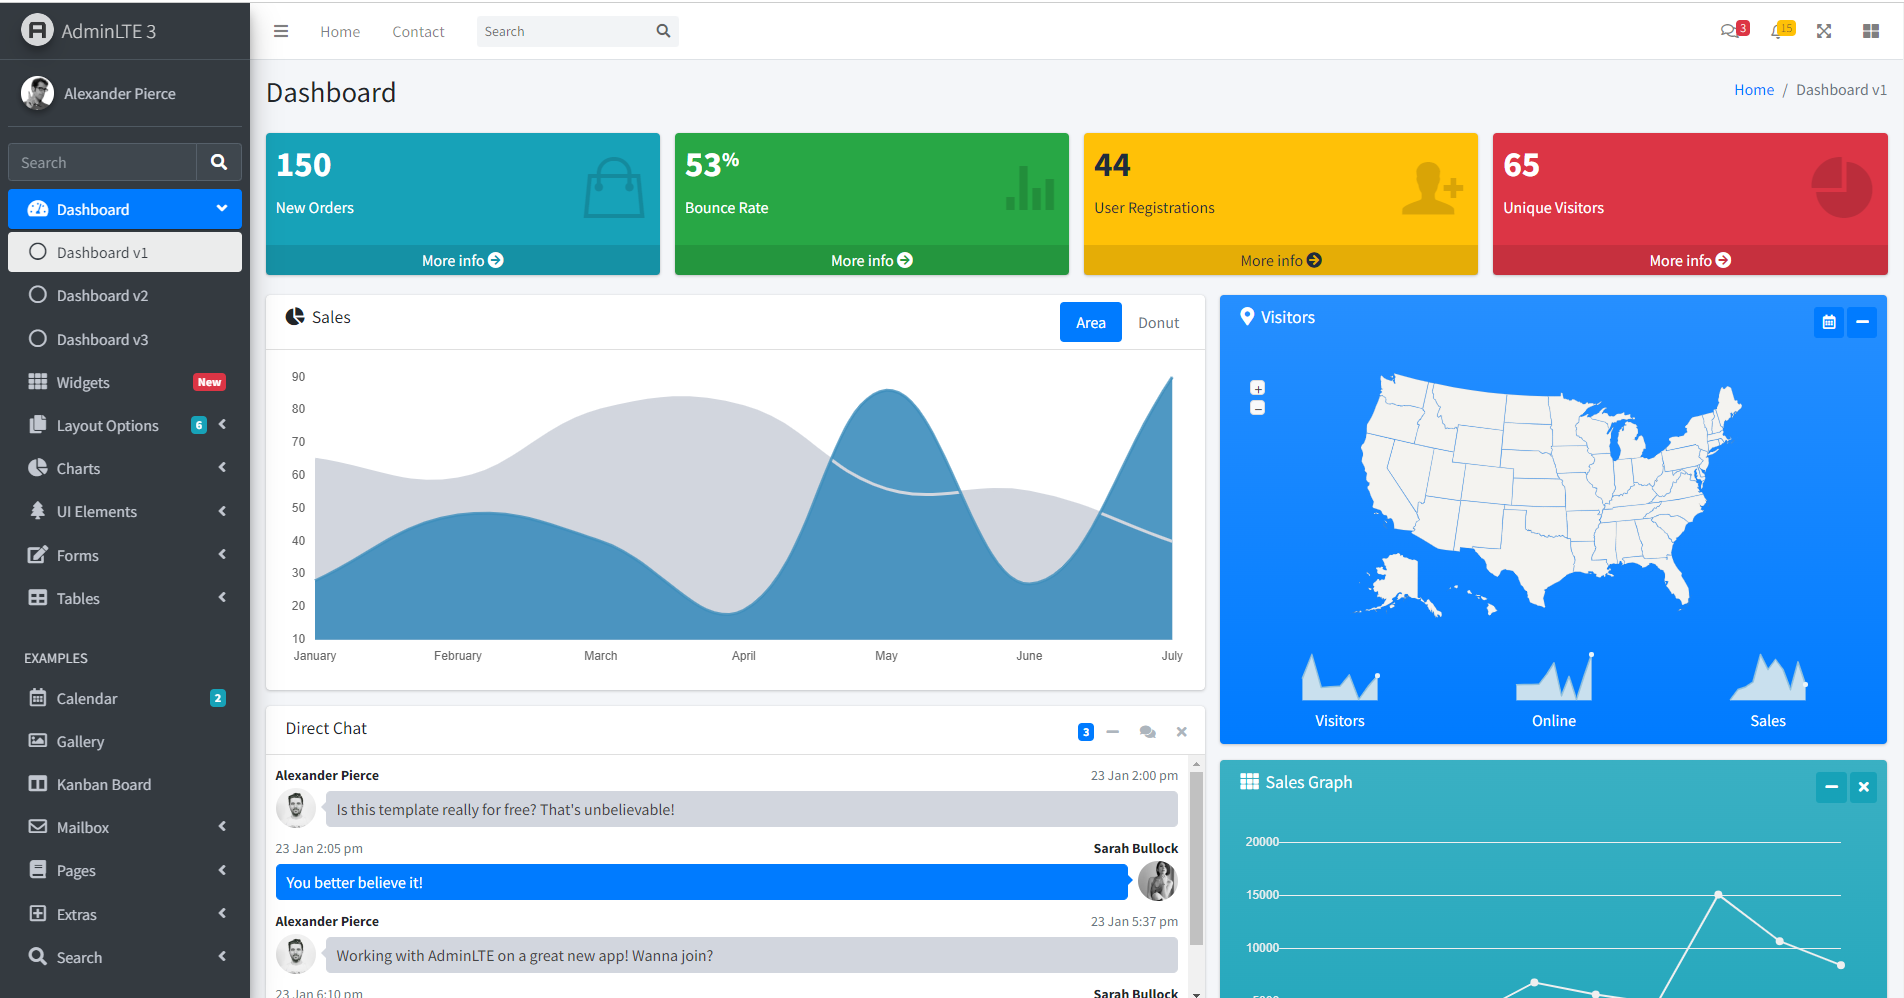 AdminLTE 3
Alexander Pierce
Search
Dashboard
Dashboard v1
Dashboard v2
Dashboard v3
Widgets New
Layout Options 6
Charts
UI Elements
Forms
Tables
EXAMPLES
Calendar 2
Gallery
Kanban Board
Mailbox
Pages
Extras
Search
Home Contact Search 3 15
Dashboard
Home / Dashboard v1
150
New Orders
More info
53%
Bounce Rate
More info
44
User Registrations
More info
65
Unique Visitors
More info
Sales
Area Donut
90
80
70
60
50
40
30
20
10
January February March April May June July
Direct Chat 3
Alexander Pierce 23 Jan 2:00 pm
Is this template really for free? That's unbelievable!
23 Jan 2:05 pm Sarah Bullock
You better believe it!
Alexander Pierce 23 Jan 5:37 pm
Working with AdminLTE on a great new app! Wanna join?
23 Jan 6:10 pm Sarah Bullock
Visitors
+
−
Visitors Online Sales
Sales Graph
20000
15000
10000
5000